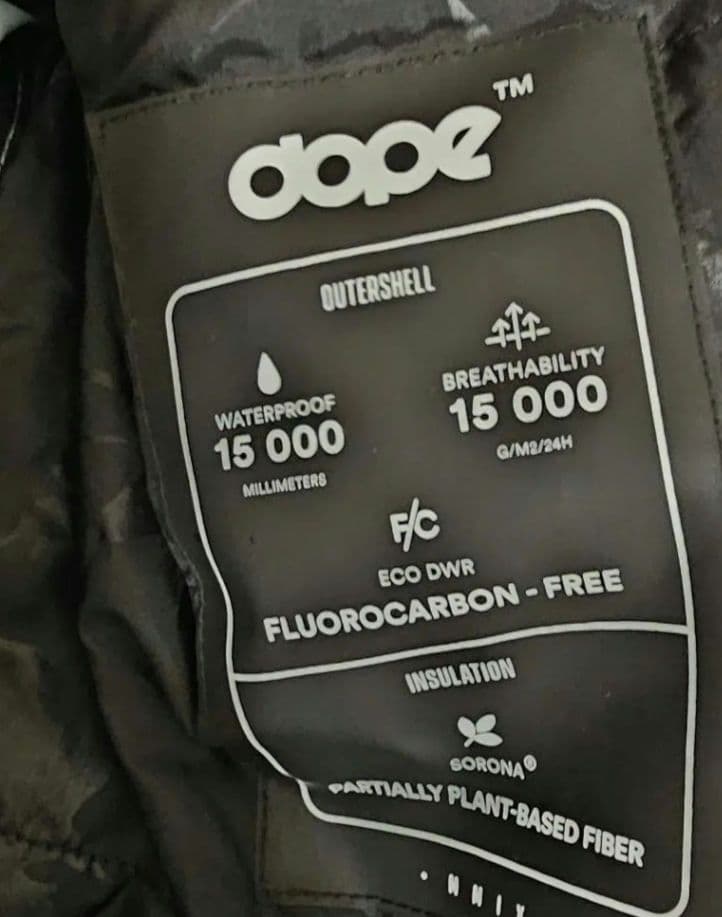 dope™
OUTERSHELL
WATERPROOF
15 000
MILLIMETERS
BREATHABILITY
15 000
G/M2/24H
F/C
ECO DWR
FLUOROCARBON - FREE
INSULATION
SORONA®
PARTIALLY PLANT-BASED FIBER